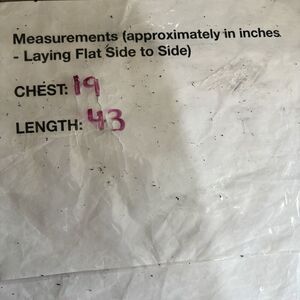 Measurements (approximately in inches.
- Laying Flat Side to Side)
CHEST: 19
LENGTH: 43